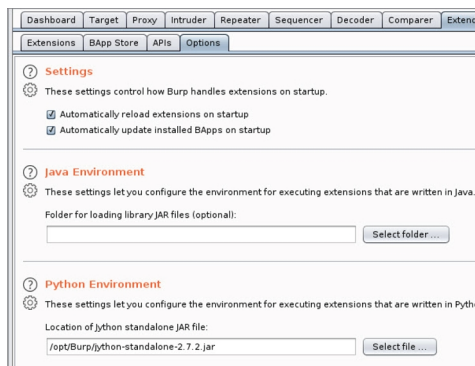 Dashboard Target Proxy Intruder Repeater Sequencer Decoder Comparer
Extensions BApp Store APIs Options
Settings
These settings control how Burp handles extensions on startup.
Automatically reload extensions on startup
Automatically update installed BApps on startup
Java Environment
These settings let you configure the environment for executing extensions that are written in Java.
Folder for loading library JAR files (optional):
Select folder ...
Python Environment
These settings let you configure the environment for executing extensions that are written in
Location of Jython standalone JAR file:
/opt/Burp/jython-standalone-2.7.2.jar Select file ...